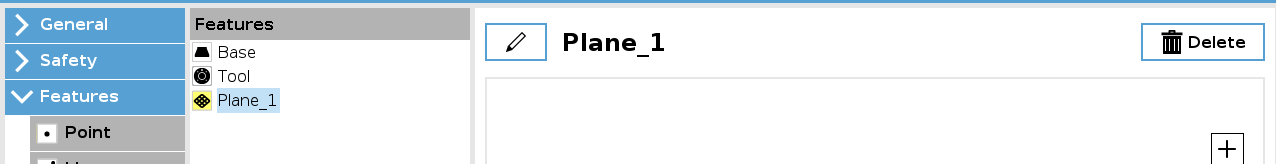 General
Safety
Features
Point
Features
Base
Tool
Plane_1
Plane_1
Delete